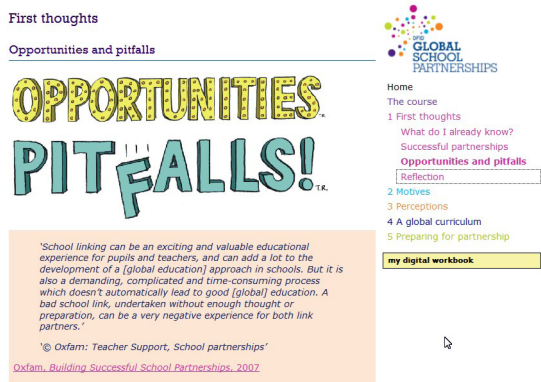 First thoughts
Opportunities and pitfalls
OPPORTUNITIES
T.R.
PITFALLS!
T.R.
'School linking can be an exciting and valuable educational
experience for pupils and teachers, and can add a lot to the
development of a [global education] approach in schools. But it is
also a demanding, complicated and time-consuming process
which doesn't automatically lead to good [global] education. A
bad school link, undertaken without enough thought or
preparation, can be a very negative experience for both link
partners.'
'© Oxfam: Teacher Support, School partnerships'
Oxfam, Building Successful School Partnerships, 2007
DFID
GLOBAL
SCHOOL
PARTNERSHIPS
Home
The course
1 First thoughts
What do I already know?
Successful partnerships
Opportunities and pitfalls
Reflection
2 Motives
3 Perceptions
4 A global curriculum
5 Preparing for partnership
my digital workbook